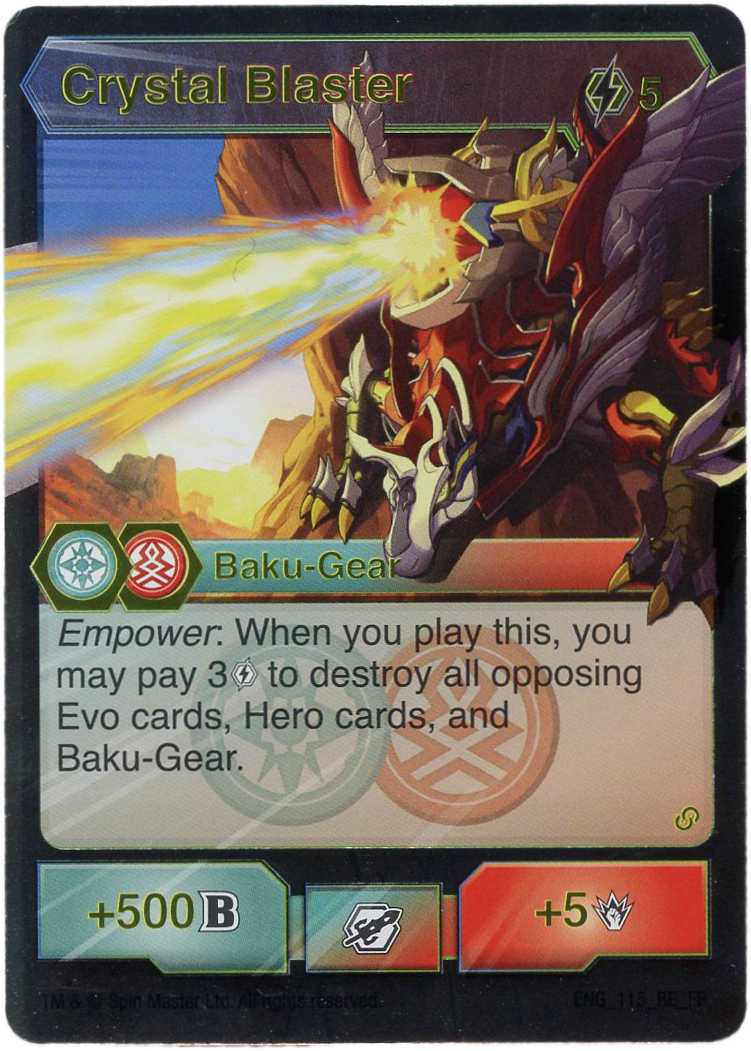 Crystal Blaster 5
Baku-Gear
Empower: When you play this, you
may pay 3 to destroy all opposing
Evo cards, Hero cards, and
Baku-Gear.
+500 B +5
TM & © Spin Master Ltd. All rights reserved. ENG_113_BE_FF